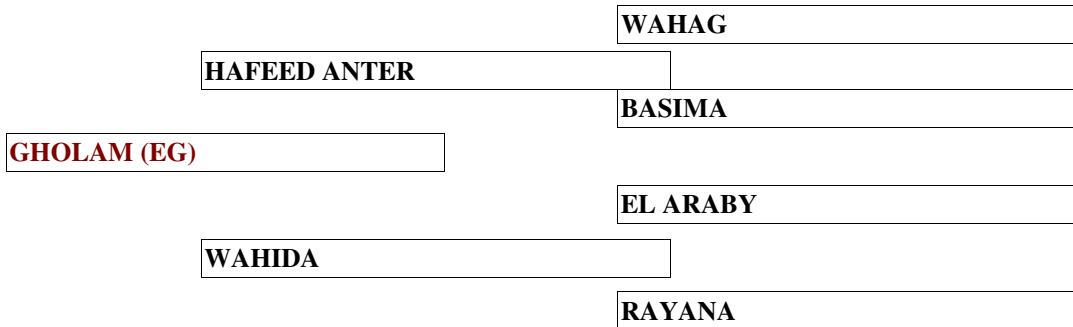 WAHAG
HAFEED ANTER
BASIMA
GHOLAM (EG)
EL ARABY
WAHIDA
RAYANA